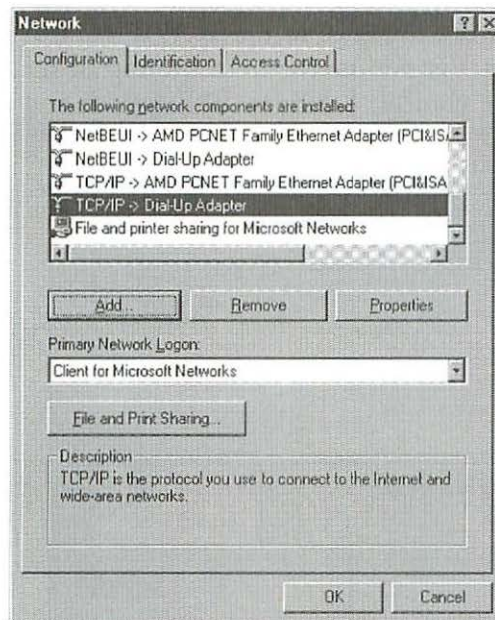 Network
Configuration Identification Access Control
The following network components are installed:
NetBEUI -> AMD PCNET Family Ethernet Adapter (PCI&IS
NetBEUI -> Dial-Up Adapter
TCP/IP -> AMD PCNET Family Ethernet Adapter (PCI&ISA
TCP/IP -> Dial-Up Adapter
File and printer sharing for Microsoft Networks
Add... Remove Properties
Primary Network Logon:
Client for Microsoft Networks
File and Print Sharing...
Description
TCP/IP is the protocol you use to connect to the Internet and
wide-area networks.
OK Cancel